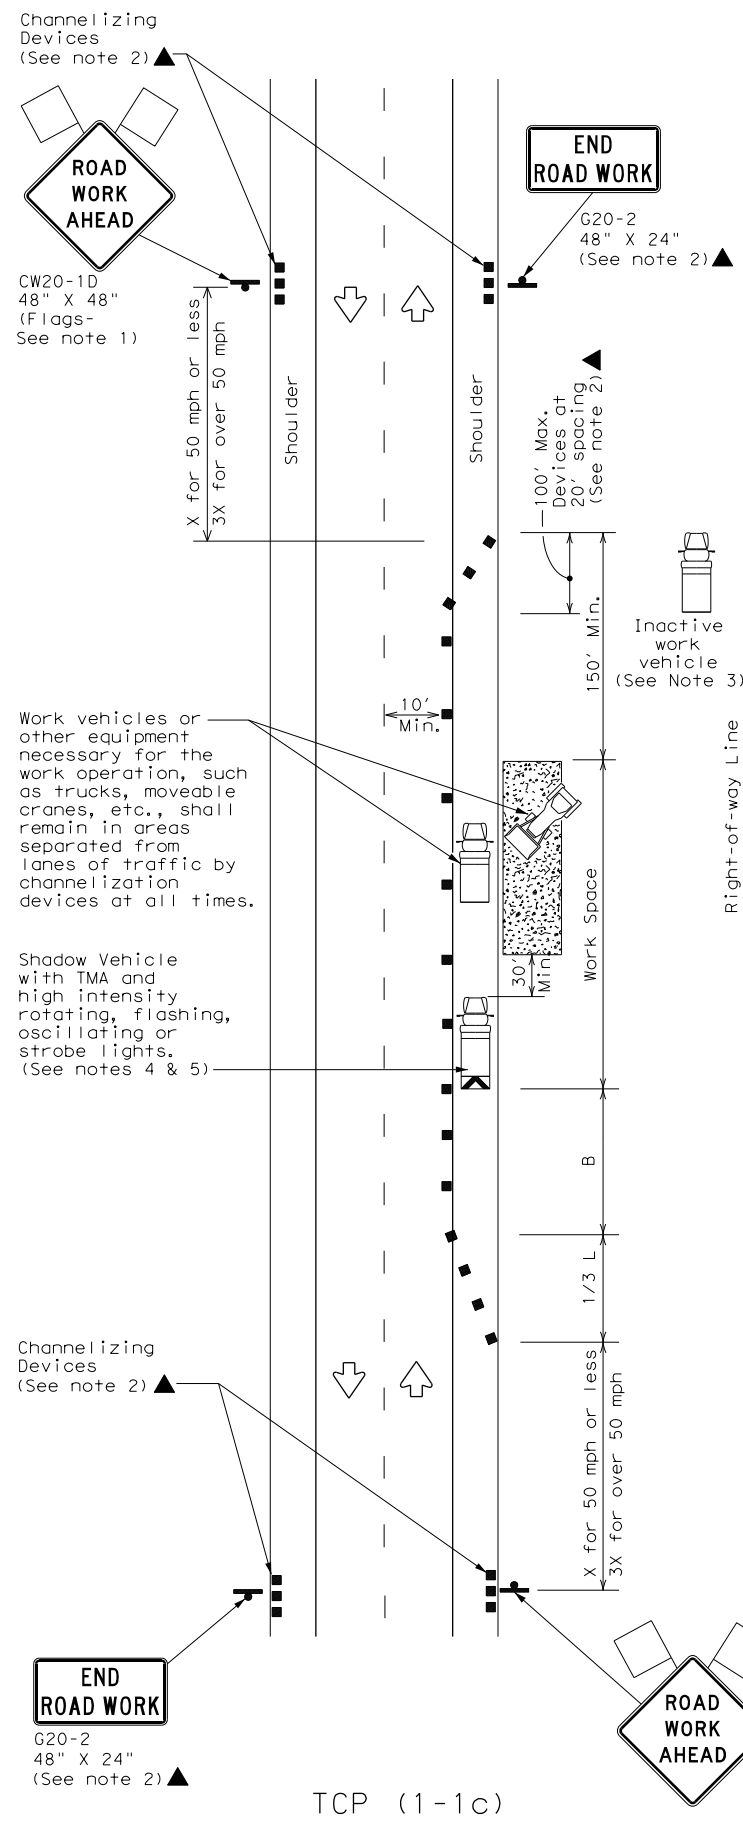 Channelizing
Devices
(See note 2)
ROAD
WORK
AHEAD
CW20-1D
48" X 48"
(Flags-
See note 1)
END
ROAD WORK
G20-2
48" X 24"
(See note 2)
X for 50 mph or less
3X for over 50 mph
Shoulder
Shoulder
100' Max.
Devices at
20' spacing
(See note 2)
150' Min.
Inactive
work
vehicle
(See Note 3)
10'
Min.
Work vehicles or
other equipment
necessary for the
work operation, such
as trucks, moveable
cranes, etc., shall
remain in areas
separated from
lanes of traffic by
channelization
devices at all times.
Right-of-way Line
Work Space
30'
Min
Shadow Vehicle
with TMA and
high intensity
rotating, flashing,
oscillating or
strobe lights.
(See notes 4 & 5)
B
1/3 L
Channelizing
Devices
(See note 2)
X for 50 mph or less
3X for over 50 mph
END
ROAD WORK
G20-2
48" X 24"
(See note 2)
ROAD
WORK
AHEAD
TCP (1-1c)